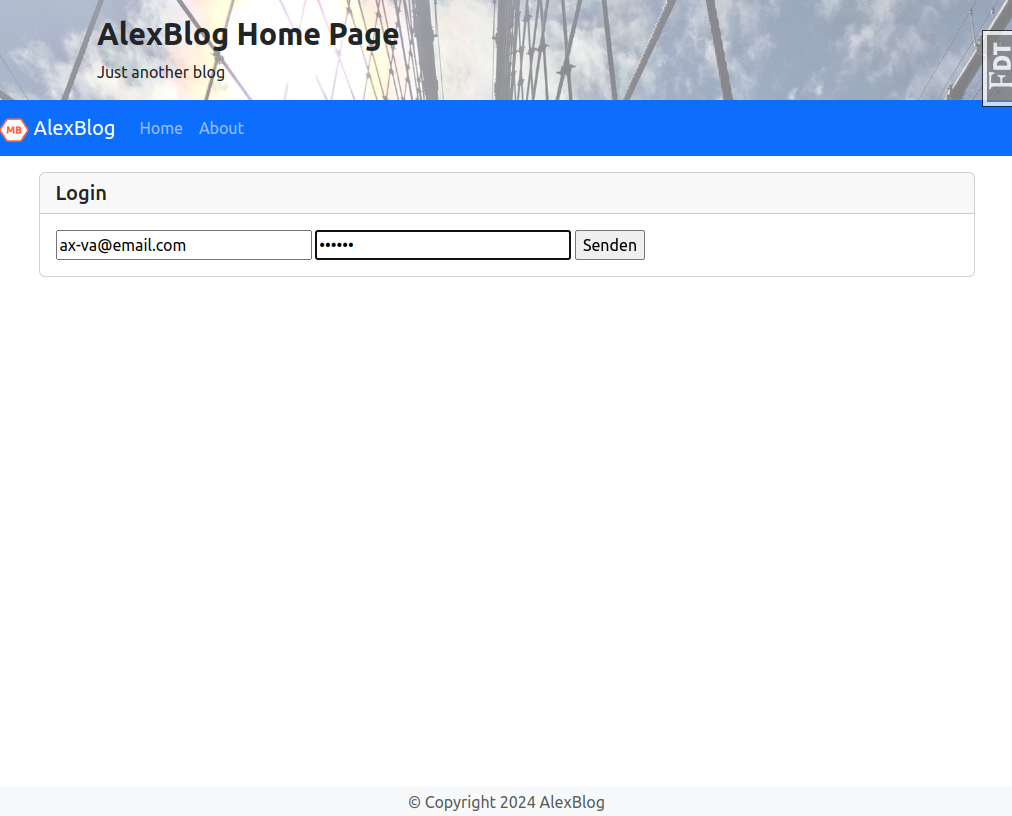 AlexBlog Home Page
Just another blog
FDT
MB AlexBlog Home About
Login
ax-va@email.com •••••• Senden
© Copyright 2024 AlexBlog